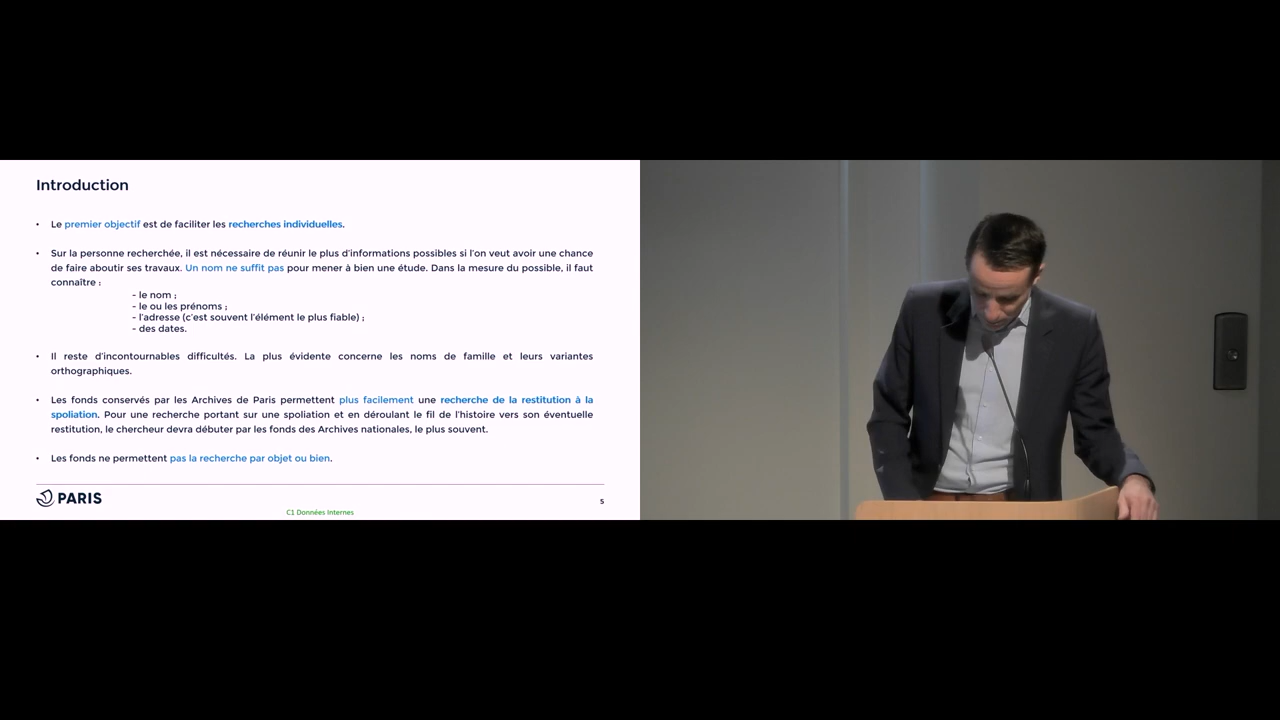 Introduction
• Le premier objectif est de faciliter les recherches individuelles.
• Sur la personne recherchée, il est nécessaire de réunir le plus d'informations possibles si l'on veut avoir une chance
de faire aboutir ses travaux. Un nom ne suffit pas pour mener à bien une étude. Dans la mesure du possible, il faut
connaître :
- le nom ;
- le ou les prénoms ;
- l'adresse (c'est souvent l'élément le plus fiable) ;
- des dates.
• Il reste d'incontournables difficultés. La plus évidente concerne les noms de famille et leurs variantes
orthographiques.
• Les fonds conservés par les Archives de Paris permettent plus facilement une recherche de la restitution à la
spoliation. Pour une recherche portant sur une spoliation et en déroulant le fil de l'histoire vers son éventuelle
restitution, le chercheur devra débuter par les fonds des Archives nationales, le plus souvent.
• Les fonds ne permettent pas la recherche par objet ou bien.
PARIS
5
C1 Données Internes